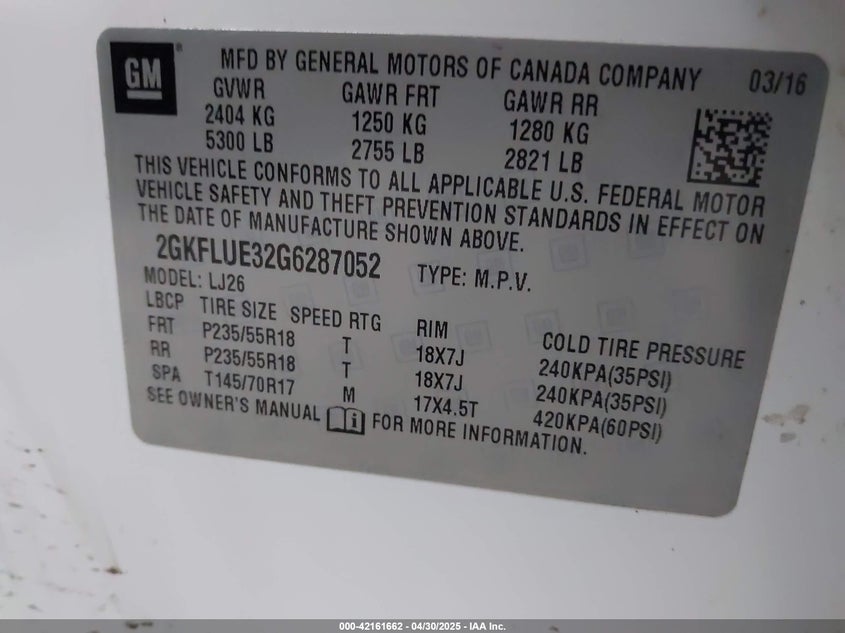 GM
MFD BY GENERAL MOTORS OF CANADA COMPANY 03/16
GVWR GAWR FRT GAWR RR
2404 KG 1250 KG 1280 KG
5300 LB 2755 LB 2821 LB
THIS VEHICLE CONFORMS TO ALL APPLICABLE U.S. FEDERAL MOTOR
VEHICLE SAFETY AND THEFT PREVENTION STANDARDS IN EFFECT ON
THE DATE OF MANUFACTURE SHOWN ABOVE.
2GKFLUE32G6287052 TYPE: M.P.V.
MODEL: LJ26
LBCP TIRE SIZE SPEED RTG RIM COLD TIRE PRESSURE
FRT P235/55R18 T 18X7J 240KPA(35PSI)
RR P235/55R18 T 18X7J 240KPA(35PSI)
SPA T145/70R17 M 17X4.5T 420KPA(60PSI)
SEE OWNER'S MANUAL FOR MORE INFORMATION.
000-42161662 - 04/30/2025 - IAA Inc.